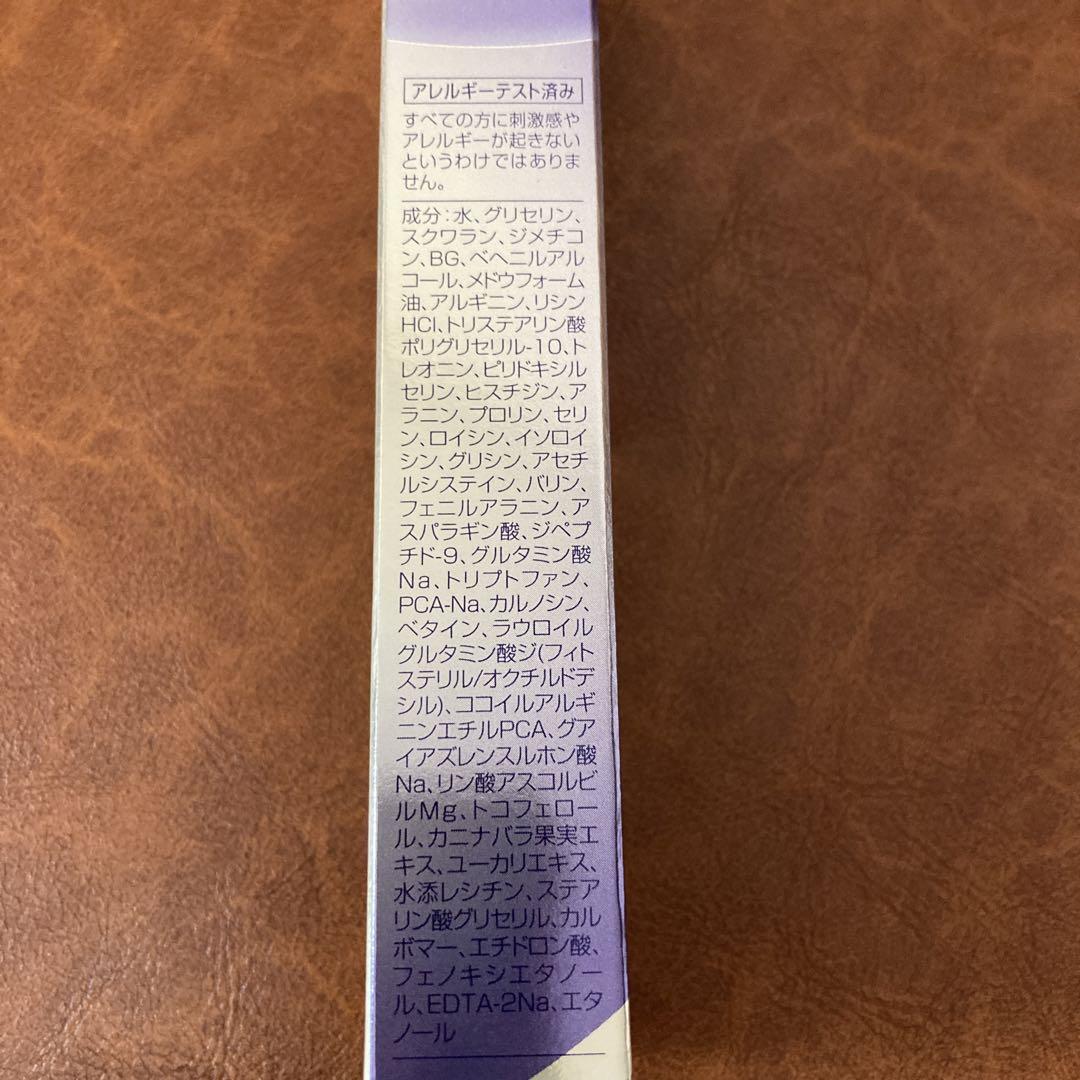 アレルギーテスト済み
すべての方に刺激感や
アレルギーが起きない
というわけではありま
せん。
成分:水、グリセリン、
スクワラン、ジメチコ
ン、BG、ベヘニルアル
コール、メドウフォーム
油、アルギニン、リシン
HCl、トリステアリン酸
ポリグリセリル-10、ト
レオニン、ピリドキシル
セリン、ヒスチジン、ア
ラニン、プロリン、セリ
ン、ロイシン、イソロイ
シン、グリシン、アセチ
ルシステイン、バリン、
フェニルアラニン、ア
スパラギン酸、ジペプ
チド-9、グルタミン酸
Na、トリプトファン、
PCA-Na、カルノシン、
ベタイン、ラウロイル
グルタミン酸ジ(フィト
ステリル/オクチルドデ
シル)、ココイルアルギ
ニンエチルPCA、グア
イアズレンスルホン酸
Na、リン酸アスコルビ
ルMg、トコフェロー
ル、カニナバラ果実エ
キス、ユーカリエキス、
水添レシチン、ステア
リン酸グリセリル、カル
ボマー、エチドロン酸、
フェノキシエタノー
ル、EDTA-2Na、エタ
ノール